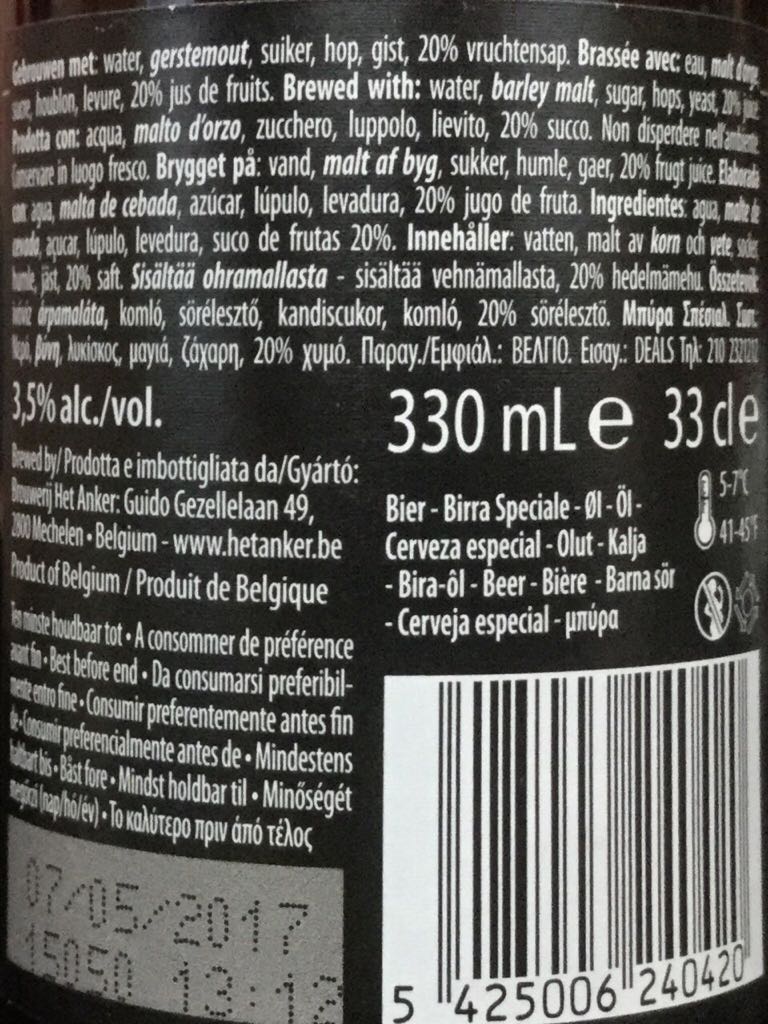 Gebrouwen met: water, gerstemout, suiker, hop, gist, 20% vruchtensap. Brassée avec: eau, malt d'orge,
sucre, houblon, levure, 20% jus de fruits. Brewed with: water, barley malt, sugar, hops, yeast, 20% juice.
Prodotta con: acqua, malto d'orzo, zucchero, luppolo, lievito, 20% succo. Non disperdere nell'ambiente.
Conservare in luogo fresco. Brygget på: vand, malt af byg, sukker, humle, gaer, 20% frugt juice. Elaborada
con: agua, malta de cebada, azúcar, lúpulo, levadura, 20% jugo de fruta. Ingredientes: agua, malte de
cevada, açucar, lúpulo, levedura, suco de frutas 20%. Innehåller: vatten, malt av korn och vete, socker,
humle, jäst, 20% saft. Sisältää ohramallasta - sisältää vehnämallasta, 20% hedelmämehu. Összetevők:
árpamaláta, komló, sörélesztő, kandiscukor, komló, 20% sörélesztő. Μπύρα Σπέσιαλ. Συστ.:
Νερό, βύνη, λυκίσκος, μαγιά, ζάχαρη, 20% χυμό. Παραγ./Εμφιάλ.: ΒΕΛΓΙΟ. Εισαγ.: DEALS Τηλ: 210
3,5% alc./vol.
330 mL e 33 cl e
Brewed by/ Prodotta e imbottigliata da/Gyártó:
Brouwerij Het Anker: Guido Gezellelaan 49,
2800 Mechelen • Belgium - www.hetanker.be
Product of Belgium / Produit de Belgique
5-7°C
41-45°F
Bier - Birra Speciale - Øl - Öl -
Cerveza especial - Olut - Kalja
- Bira-ôl - Beer - Bière - Barna sör
- Cerveja especial - μπύρα
Ten minste houdbaar tot • A consommer de préférence
avant fin • Best before end • Da consumarsi preferibil-
mente entro fine • Consumir preferentemente antes fin
de • Consumir preferencialmente antes de • Mindestens
haltbart bis • Bäst fore • Mindst holdbar til • Minőségét
megőrzi (nap/hó/év) • Το καλύτερο πριν άπό τέλος
07/05/2017
15050 13:12
5 425006 240420